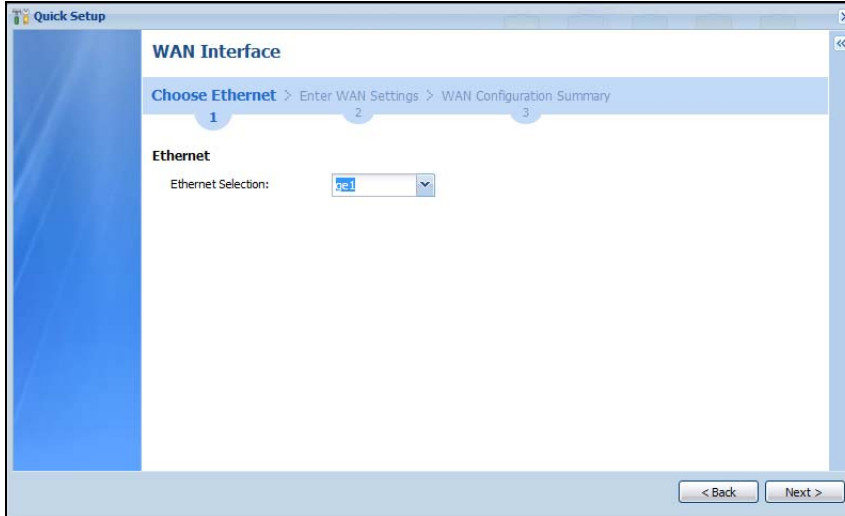 Quick Setup
WAN Interface
Choose Ethernet > Enter WAN Settings > WAN Configuration Summary
1 2 3
Ethernet
Ethernet Selection: ge1
< Back Next >